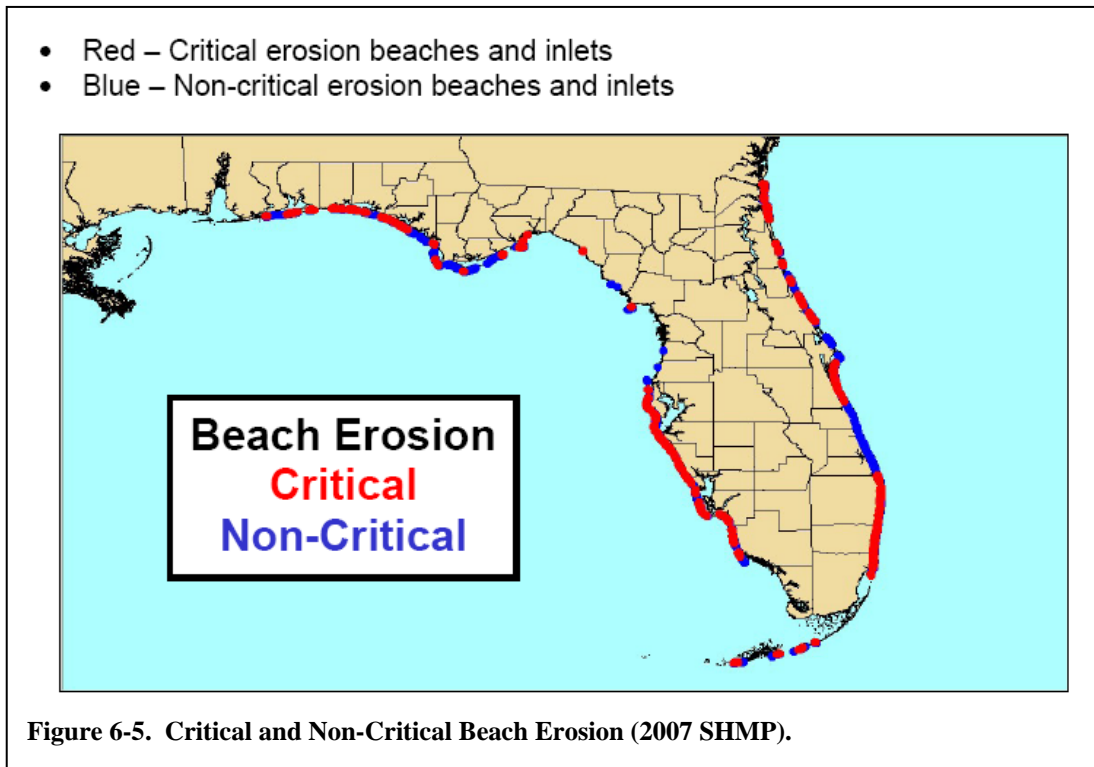 • Red – Critical erosion beaches and inlets
• Blue – Non-critical erosion beaches and inlets
Beach Erosion
Critical
Non-Critical
Figure 6-5. Critical and Non-Critical Beach Erosion (2007 SHMP).